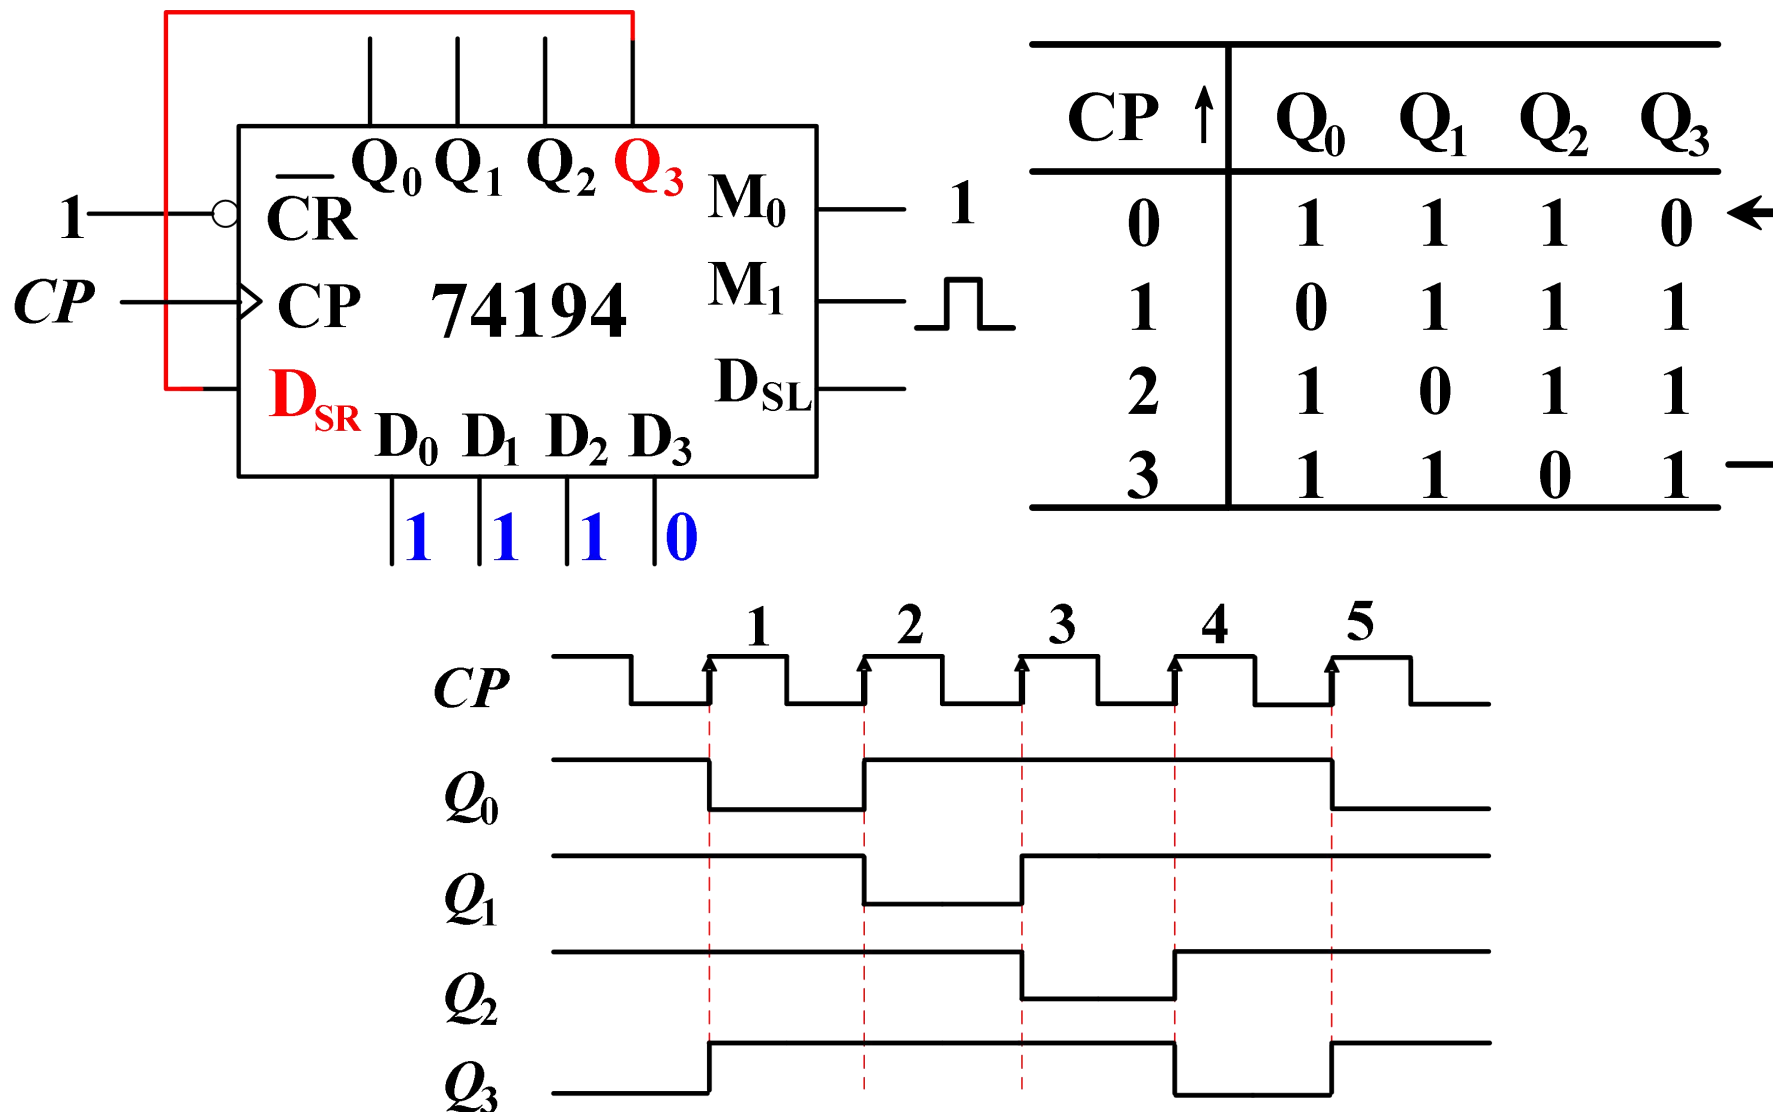 Q0 Q1 Q2 Q3
1 CR M0 1
CP CP 74194 M1
DSR DSL
D0 D1 D2 D3
1 1 1 0
CP ↑ Q0 Q1 Q2 Q3
0 1 1 1 0
1 0 1 1 1
2 1 0 1 1
3 1 1 0 1
1 2 3 4 5
CP
Q0
Q1
Q2
Q3